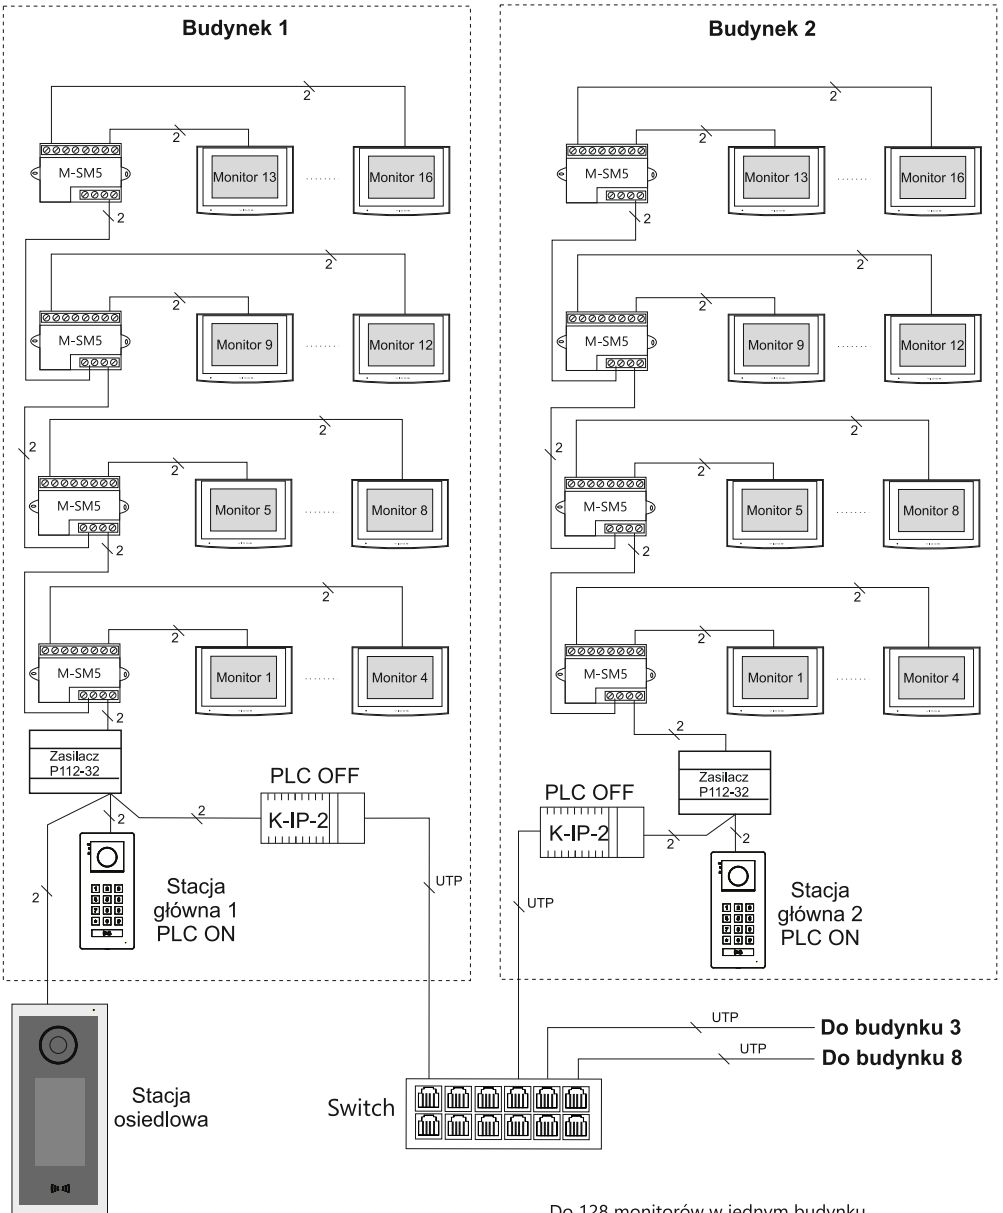 Budynek 1
Budynek 2
2
2
M-SM5
Monitor 13
Monitor 16
2
2
2
M-SM5
Monitor 13
Monitor 16
2
2
2
M-SM5
Monitor 9
Monitor 12
2
2
M-SM5
Monitor 9
Monitor 12
2
2
2
M-SM5
Monitor 5
Monitor 8
2
2
2
2
M-SM5
Monitor 5
Monitor 8
2
2
2
M-SM5
Monitor 1
Monitor 4
2
2
2
M-SM5
Monitor 1
Monitor 4
2
Zasilacz
P112-32
Zasilacz
P112-32
PLC OFF
K-IP-2
2
PLC OFF
K-IP-2
2
2
2
2
UTP
UTP
Stacja
główna 1
PLC ON
Stacja
główna 2
PLC ON
UTP
Do budynku 3
UTP
Do budynku 8
Stacja
osiedlowa
Switch
Do 128 monitorów w jednym budynku